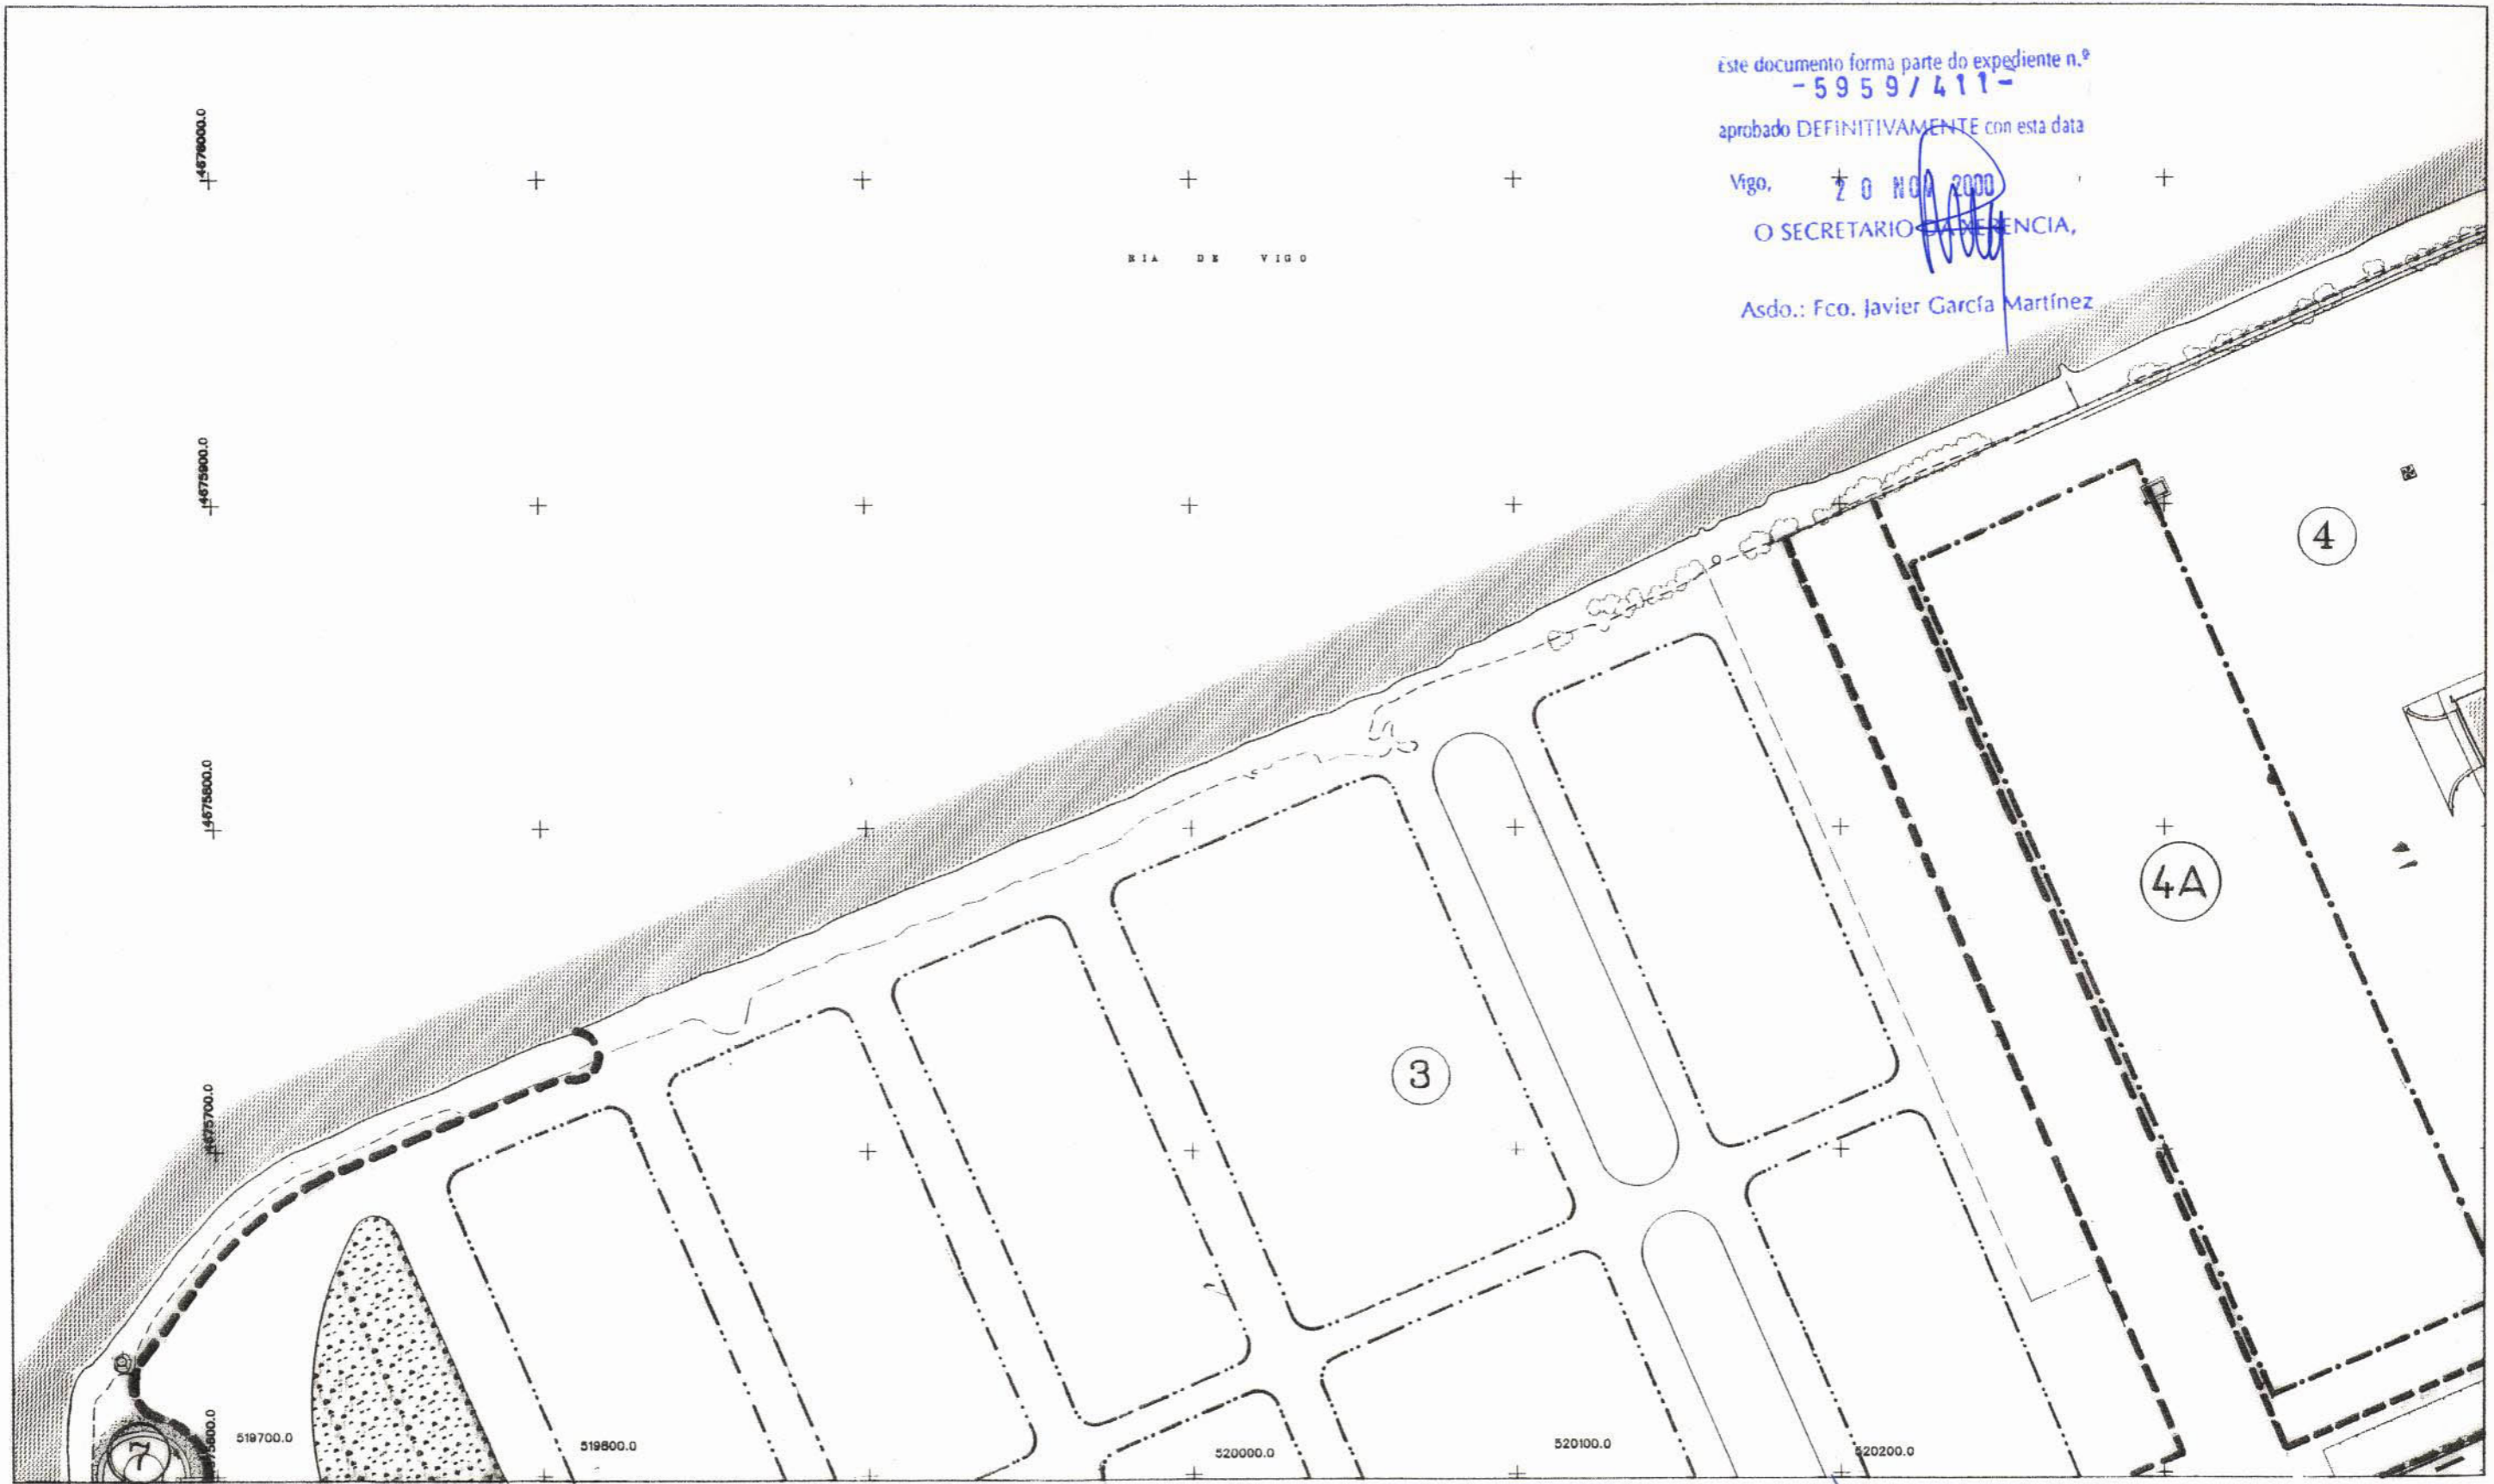 Este documento forma parte do expediente n.º
-5959/411-
aprobado DEFINITIVAMENTE con esta data
Vigo, 20 NOV 2000
O SECRETARIO DA XERENCIA,
Asdo.: Fco. Javier García Martínez
4676000.0
RIA DE VIGO
4675900.0
4
4675800.0
4A
3
4675700.0
7
519700.0
519800.0
520000.0
520100.0
520200.0